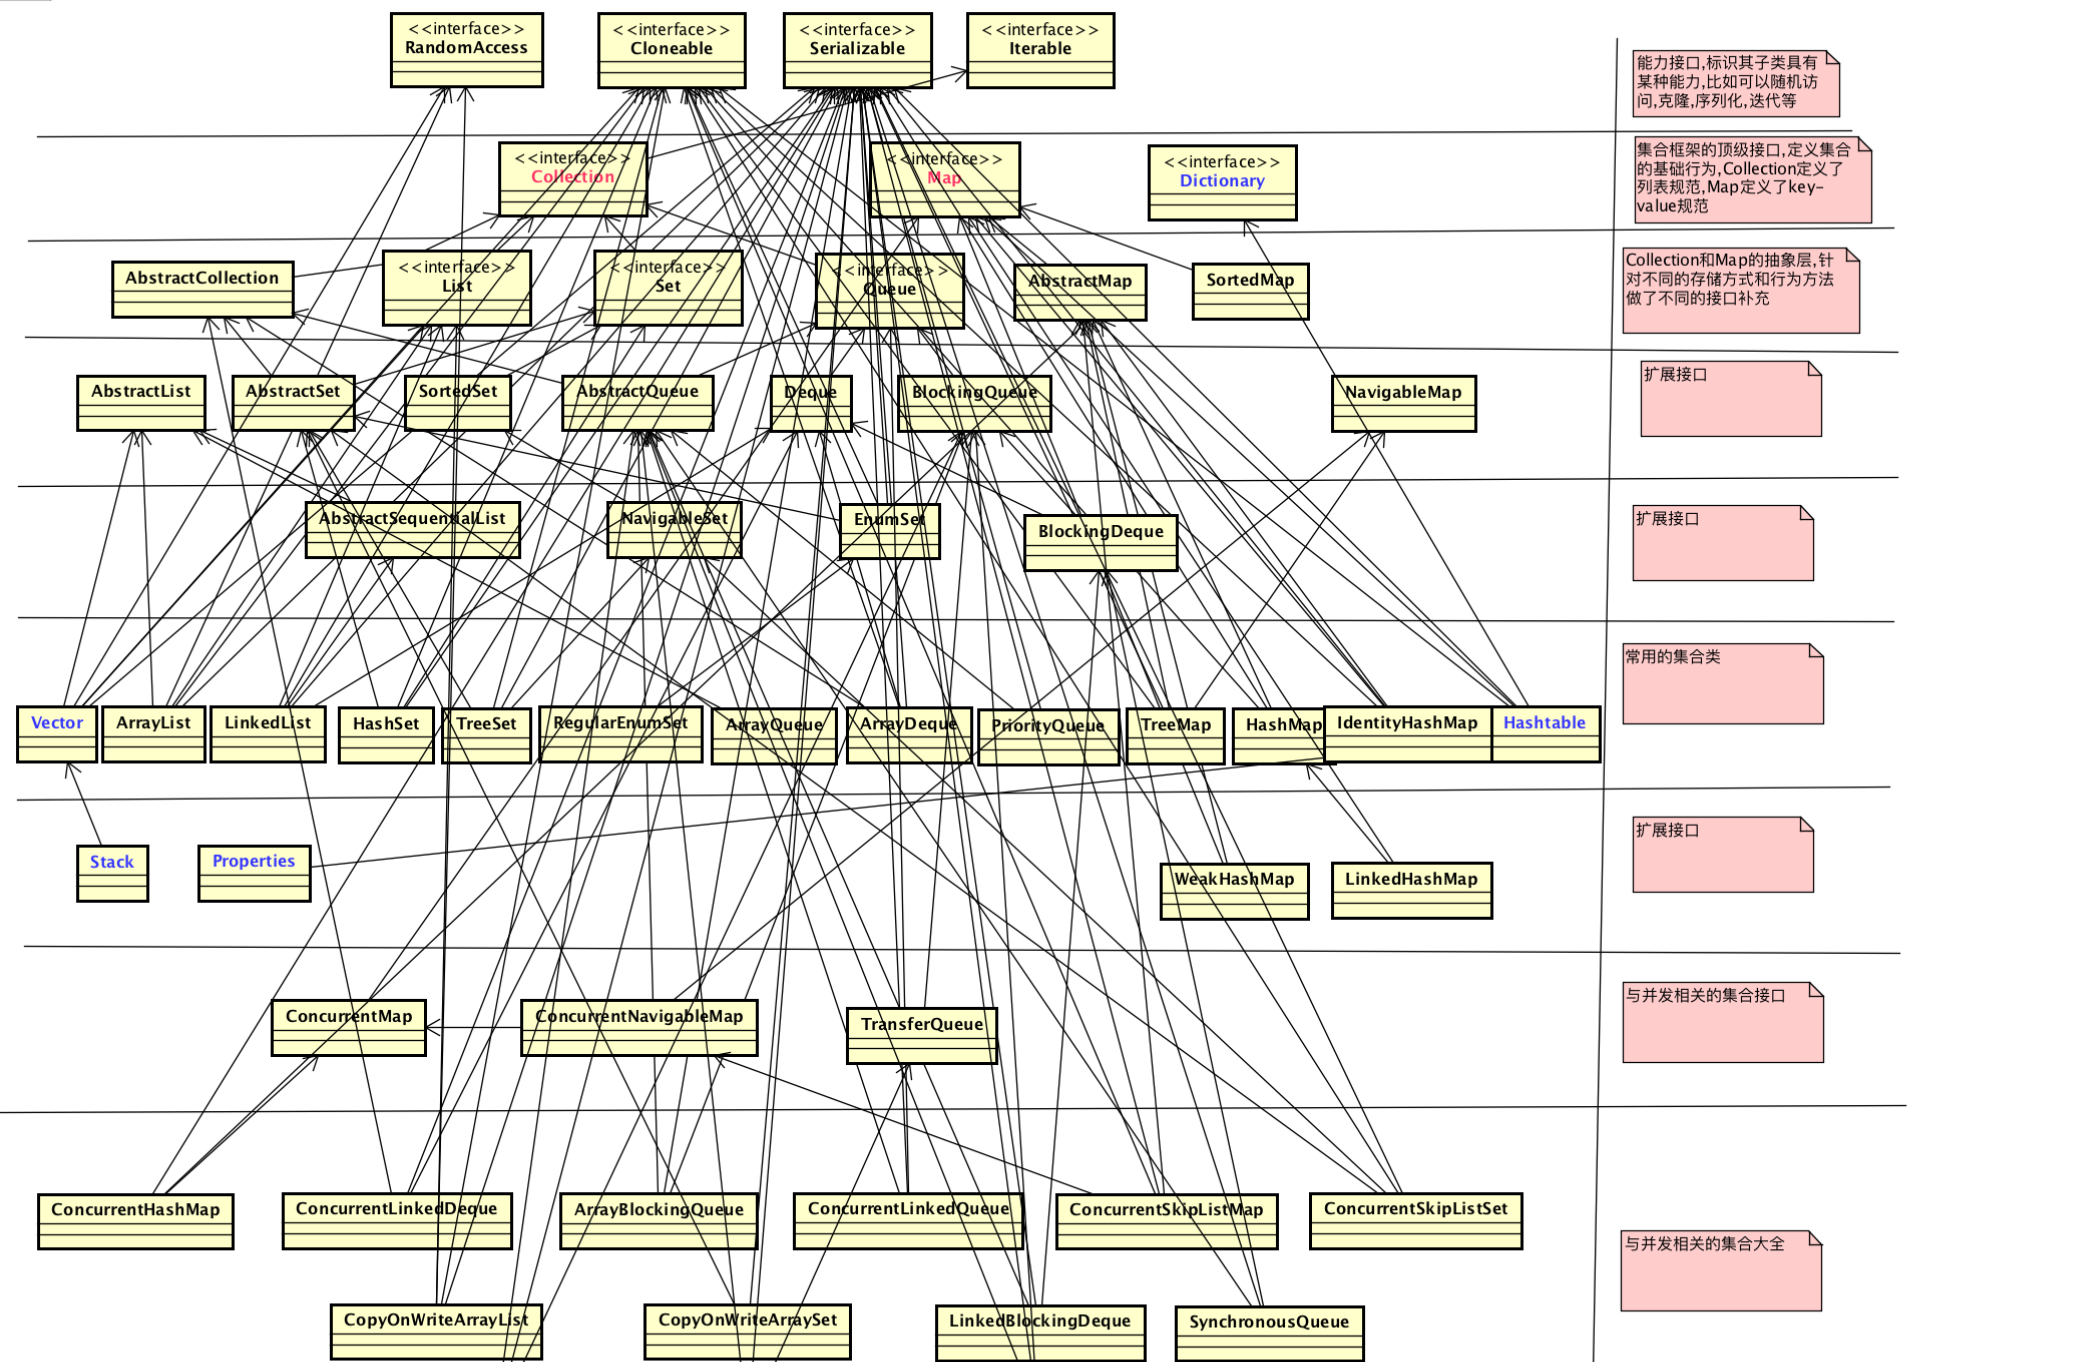 <<interface>>
RandomAccess
<<interface>>
Cloneable
<<interface>>
Serializable
<<interface>>
Iterable
能力接口,标识其子类具有
某种能力,比如可以随机访
问,克隆,序列化,迭代等
<<interface>>
Collection
<<interface>>
Map
<<interface>>
Dictionary
集合框架的顶级接口,定义集合
的基础行为,Collection定义了
列表规范,Map定义了key-
value规范
AbstractCollection
<<interface>>
List
<<interface>>
Set
<<interface>>
Queue
AbstractMap
SortedMap
Collection和Map的抽象层,针
对不同的存储方式和行为方法
做了不同的接口补充
AbstractList
AbstractSet
SortedSet
AbstractQueue
Deque
BlockingQueue
NavigableMap
扩展接口
AbstractSequentialList
NavigableSet
EnumSet
BlockingDeque
扩展接口
Vector
ArrayList
LinkedList
HashSet
TreeSet
RegularEnumSet
ArrayQueue
ArrayDeque
PriorityQueue
TreeMap
HashMap
IdentityHashMap
Hashtable
常用的集合类
Stack
Properties
WeakHashMap
LinkedHashMap
扩展接口
ConcurrentMap
ConcurrentNavigableMap
TransferQueue
与并发相关的集合接口
ConcurrentHashMap
ConcurrentLinkedDeque
ArrayBlockingQueue
ConcurrentLinkedQueue
ConcurrentSkipListMap
ConcurrentSkipListSet
与并发相关的集合大全
CopyOnWriteArrayList
CopyOnWriteArraySet
LinkedBlockingDeque
SynchronousQueue